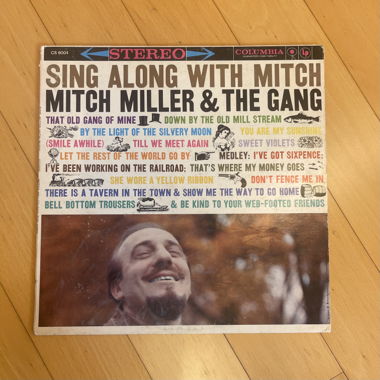 CS 8004
STEREO
COLUMBIA
SING ALONG WITH MITCH
MITCH MILLER & THE GANG
THAT OLD GANG OF MINE DOWN BY THE OLD MILL STREAM
BY THE LIGHT OF THE SILVERY MOON YOU ARE MY SUNSHINE
(SMILE AWHILE) TILL WE MEET AGAIN SWEET VIOLETS
LET THE REST OF THE WORLD GO BY MEDLEY: I'VE GOT SIXPENCE;
I'VE BEEN WORKING ON THE RAILROAD; THAT'S WHERE MY MONEY GOES
SHE WORE A YELLOW RIBBON DON'T FENCE ME IN
THERE IS A TAVERN IN THE TOWN & SHOW ME THE WAY TO GO HOME
BELL BOTTOM TROUSERS & BE KIND TO YOUR WEB-FOOTED FRIENDS